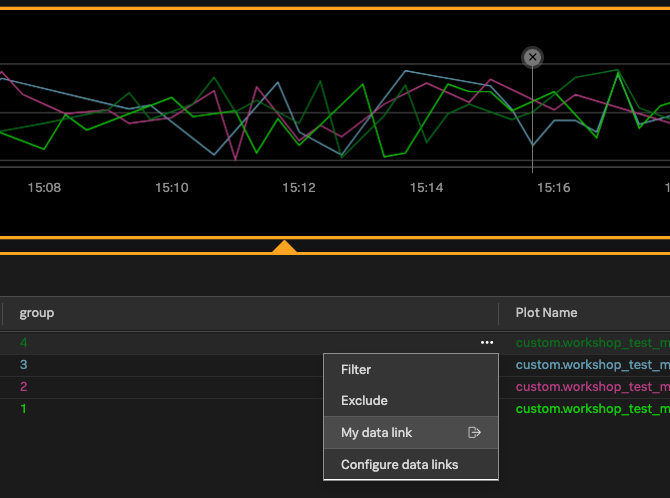 15:08 15:10 15:12 15:14 15:16
group Plot Name
4 custom.workshop_test_m
3 custom.workshop_test_m
2 custom.workshop_test_m
1 custom.workshop_test_m
Filter
Exclude
My data link
Configure data links